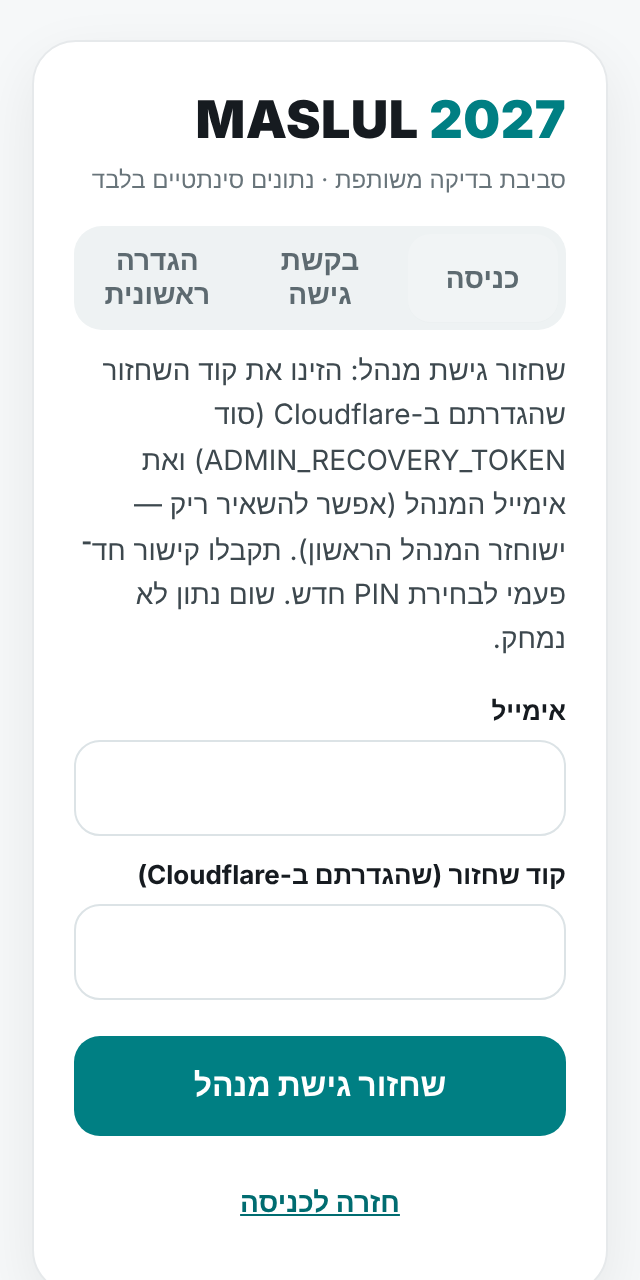 MASLUL 2027
סביבת בדיקה משותפת · נתונים סינתטיים בלבד
כניסה
בקשת
גישה
הגדרה
ראשונית
שחזור גישת מנהל: הזינו את קוד השחזור
שהגדרתם ב-Cloudflare (סוד
ADMIN_RECOVERY_TOKEN) ואת
אימייל המנהל (אפשר להשאיר ריק —
ישוחזר המנהל הראשון). תקבלו קישור חד־
פעמי לבחירת PIN חדש. שום נתון לא
נמחק.
אימייל
קוד שחזור (שהגדרתם ב-Cloudflare)
שחזור גישת מנהל
חזרה לכניסה